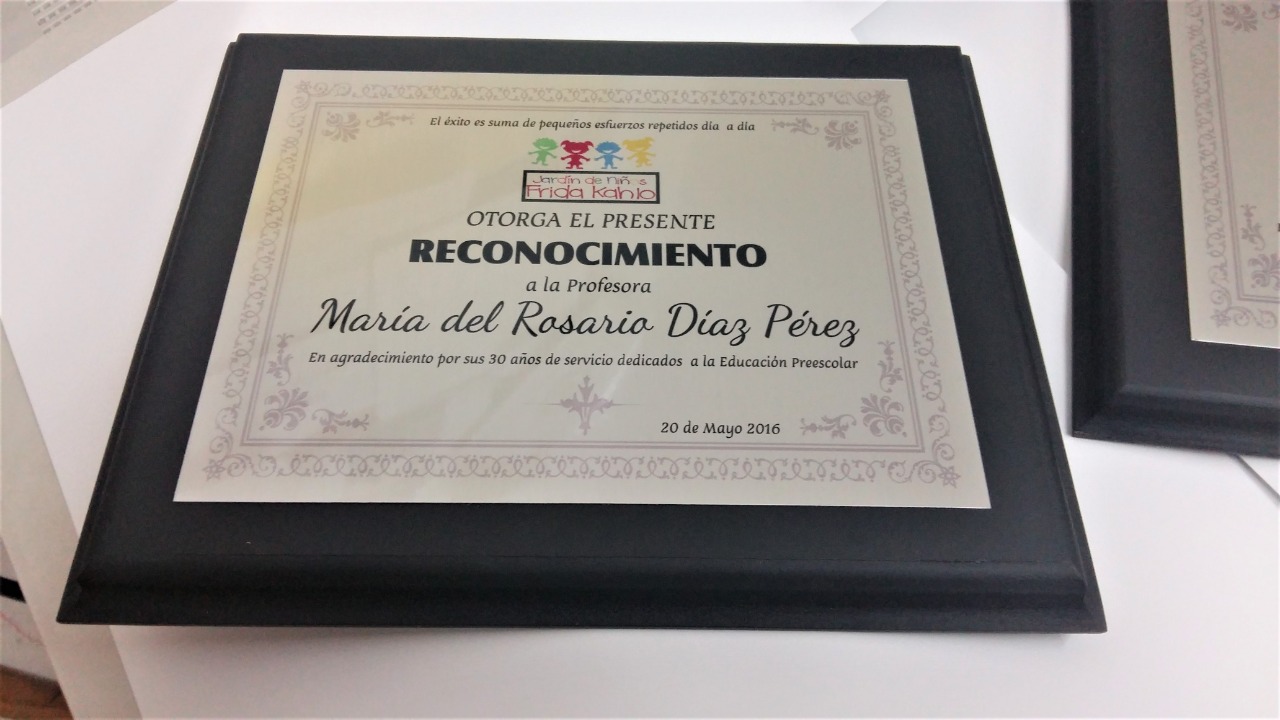 El éxito es suma de pequeños esfuerzos repetidos día a día
Jardín de Niños
Frida Kahlo
OTORGA EL PRESENTE
RECONOCIMIENTO
a la Profesora
María del Rosario Díaz Pérez
En agradecimiento por sus 30 años de servicio dedicados a la Educación Preescolar
20 de Mayo 2016